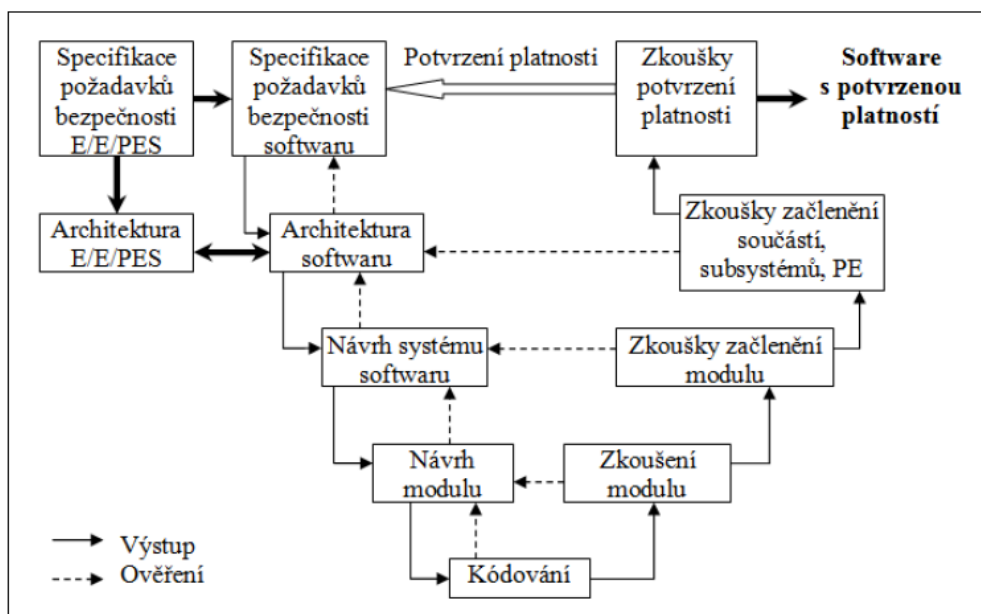 Specifikace
požadavků
bezpečnosti
E/E/PES
Specifikace
požadavků
bezpečnosti
softwaru
Potvrzení platnosti
Zkoušky
potvrzení
platnosti
Software
s potvrzenou
platností
Architektura
E/E/PES
Architektura
softwaru
Zkoušky začlenění
součástí,
subsystémů, PE
Návrh systému
softwaru
Zkoušky začlenění
modulu
Návrh
modulu
Zkoušení
modulu
Výstup
Ověření
Kódování